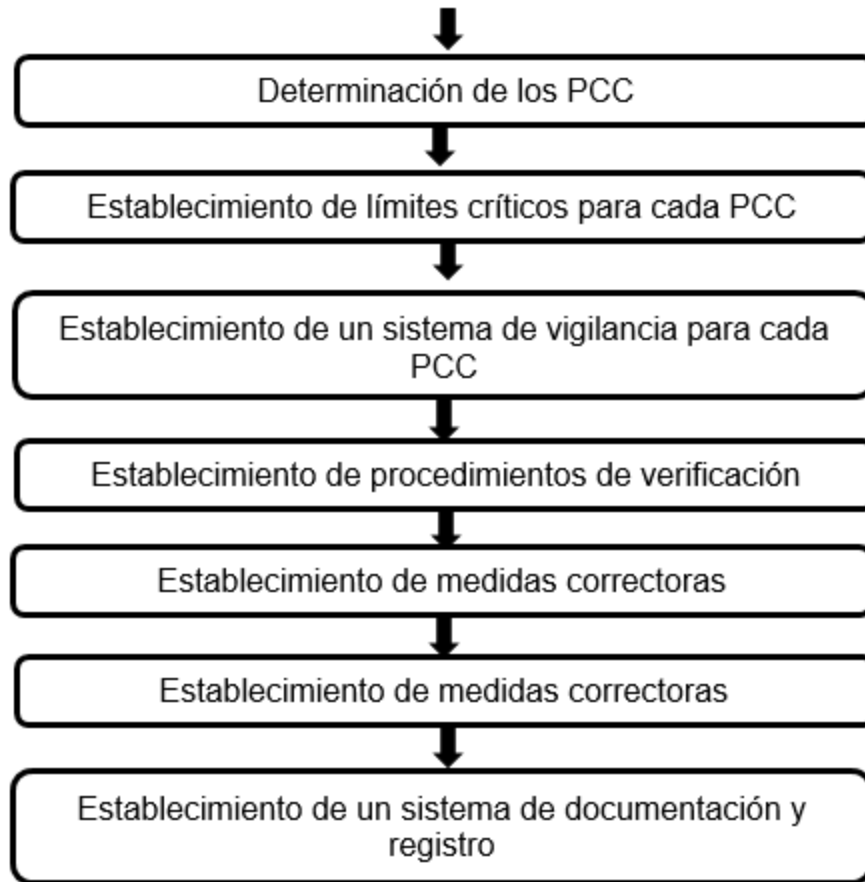 Determinación de los PCC
Establecimiento de límites críticos para cada PCC
Establecimiento de un sistema de vigilancia para cada
PCC
Establecimiento de procedimientos de verificación
Establecimiento de medidas correctoras
Establecimiento de medidas correctoras
Establecimiento de un sistema de documentación y
registro